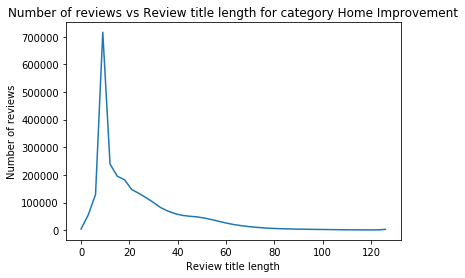 Number of reviews vs Review title length for category Home Improvement
700000
600000
500000
400000
300000
200000
100000
0
Number of reviews
0 20 40 60 80 100 120
Review title length